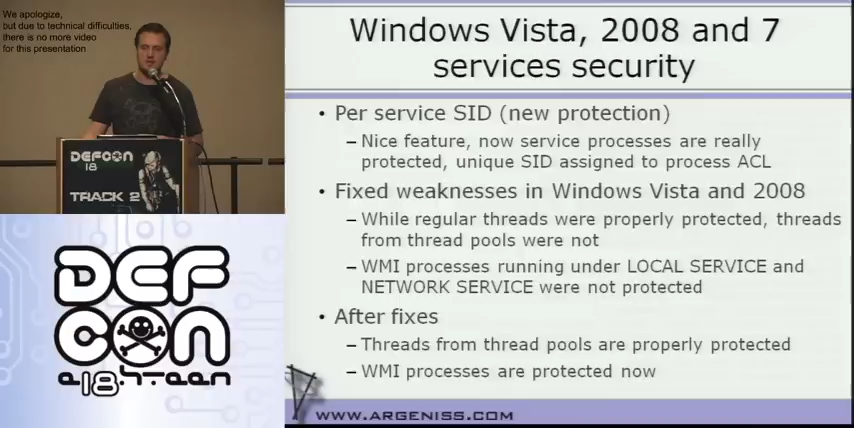 We apologize,
but due to technical difficulties,
there is no more video
for this presentation
DEFCON
18
TRACK 2
DEF
CON
Windows Vista, 2008 and 7
services security
• Per service SID (new protection)
– Nice feature, now service processes are really
protected, unique SID assigned to process ACL
• Fixed weaknesses in Windows Vista and 2008
– While regular threads were properly protected, threads
from thread pools were not
– WMI processes running under LOCAL SERVICE and
NETWORK SERVICE were not protected
• After fixes
– Threads from thread pools are properly protected
– WMI processes are protected now
WWW.ARGENISS.COM